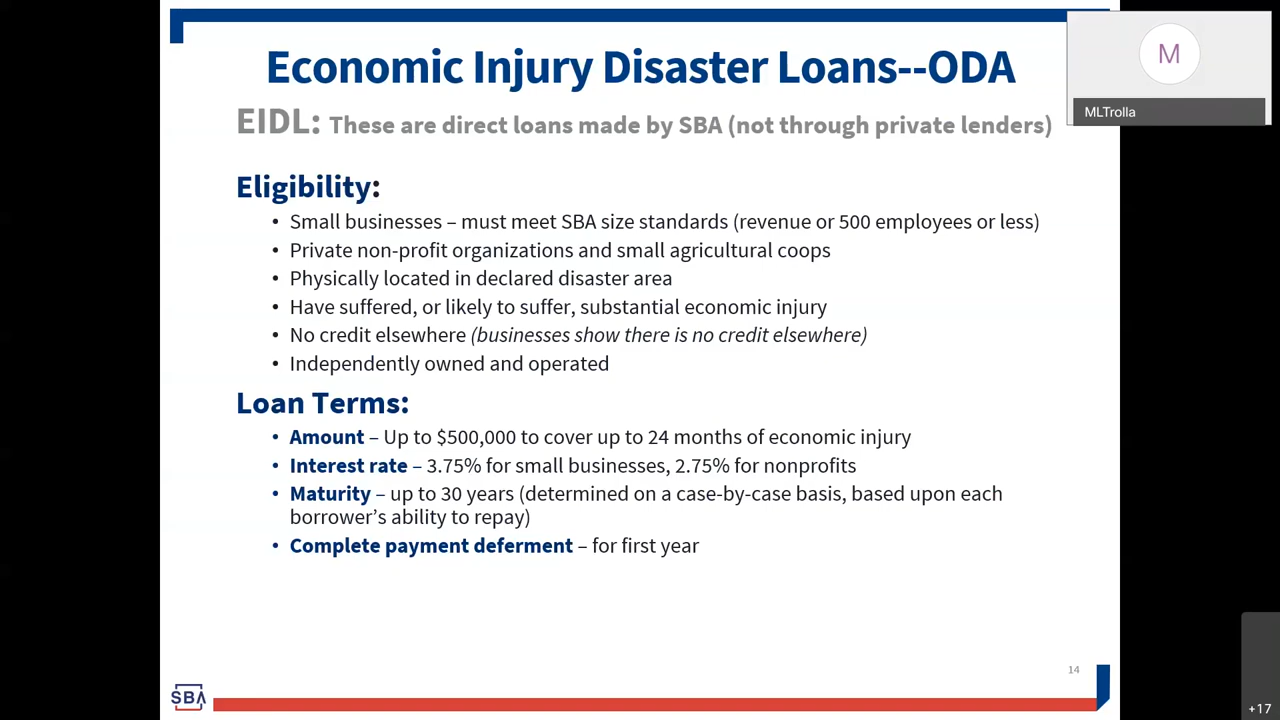 Economic Injury Disaster Loans--ODA
M
MLTrolla
EIDL: These are direct loans made by SBA (not through private lenders)
Eligibility:
• Small businesses – must meet SBA size standards (revenue or 500 employees or less)
• Private non-profit organizations and small agricultural coops
• Physically located in declared disaster area
• Have suffered, or likely to suffer, substantial economic injury
• No credit elsewhere (businesses show there is no credit elsewhere)
• Independently owned and operated
Loan Terms:
• Amount – Up to $500,000 to cover up to 24 months of economic injury
• Interest rate – 3.75% for small businesses, 2.75% for nonprofits
• Maturity – up to 30 years (determined on a case-by-case basis, based upon each
borrower’s ability to repay)
• Complete payment deferment – for first year
14
SBA
+17